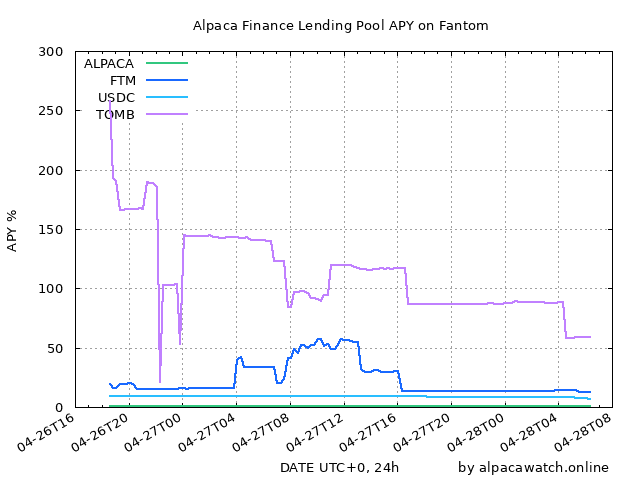 Alpaca Finance Lending Pool APY on Fantom
300
250
200
150
100
50
0
APY %
ALPACA
FTM
USDC
TOMB
04-26T16
04-26T20
04-27T00
04-27T04
04-27T08
04-27T12
04-27T16
04-27T20
04-28T00
04-28T04
04-28T08
DATE UTC+0, 24h
by alpacawatch.online